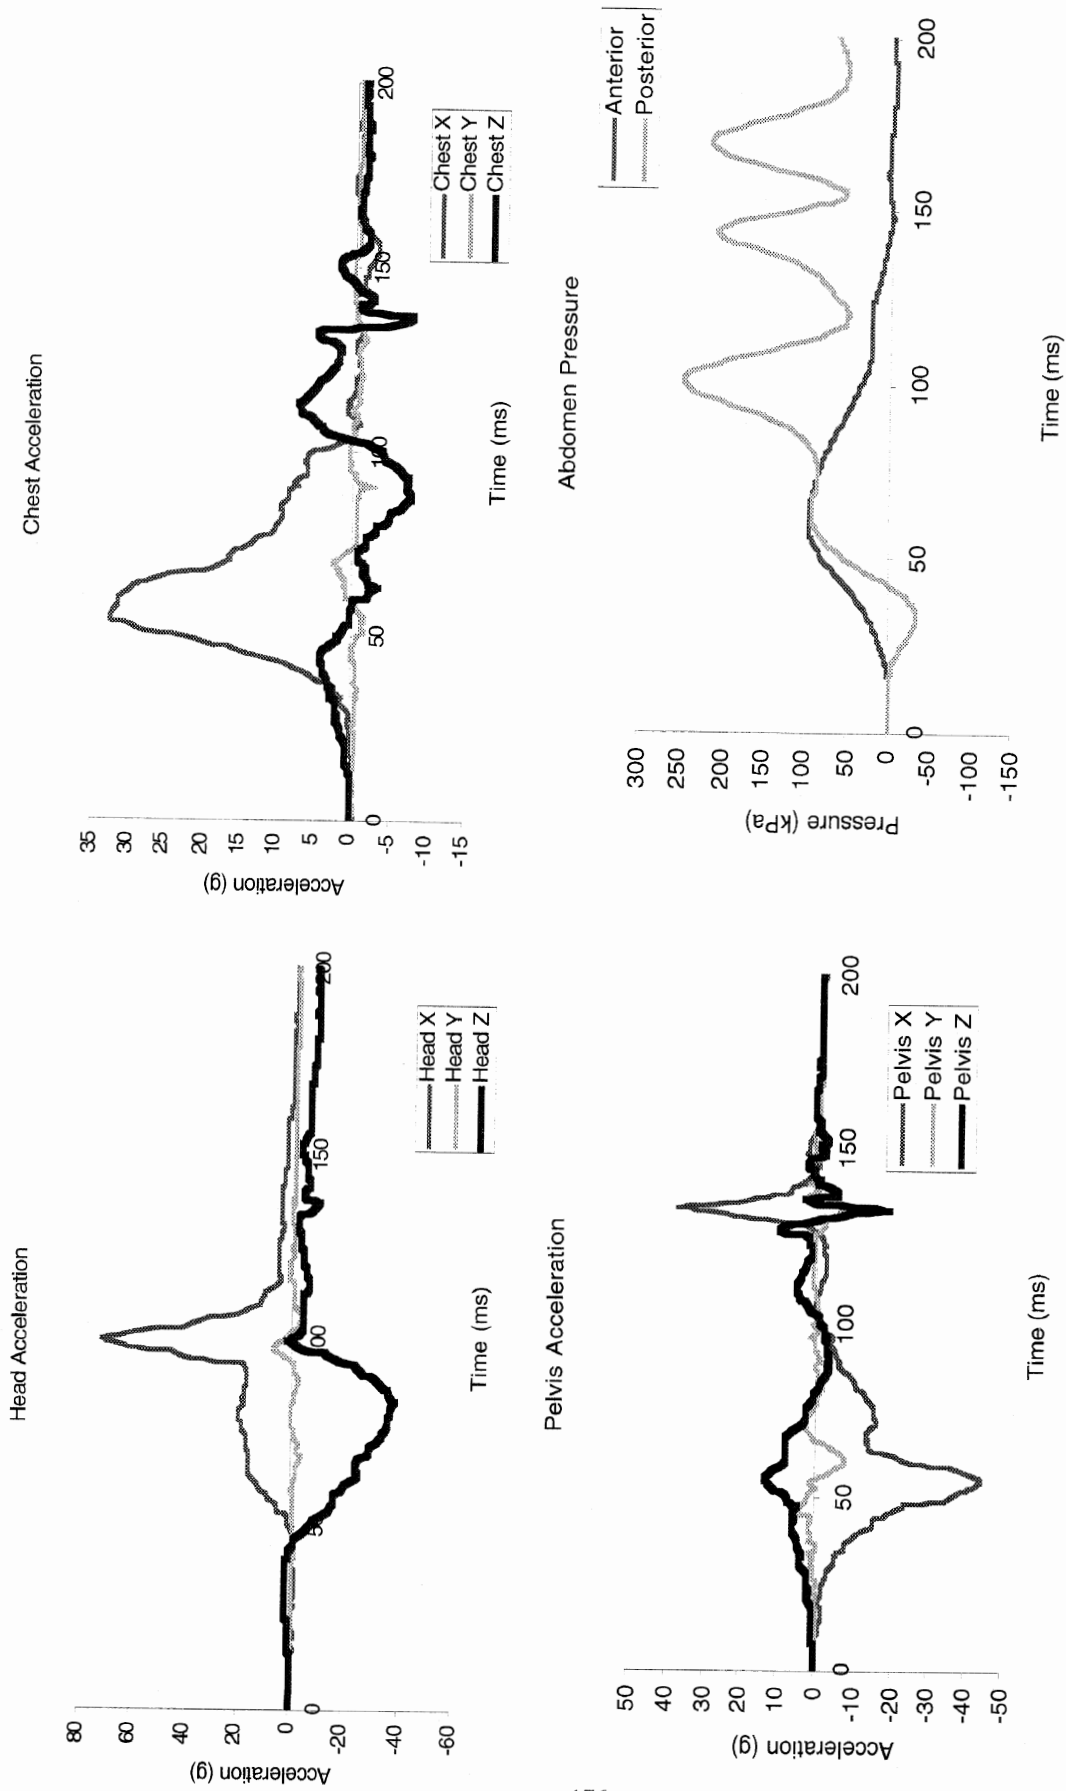 Head Acceleration
80
60
40
20
0
-20
-40
-60
Acceleration (g)
0
50
100
150
200
Time (ms)
Head X
Head Y
Head Z
Chest Acceleration
35
30
25
20
15
10
5
0
-5
-10
-15
Acceleration (g)
0
50
100
150
200
Time (ms)
Chest X
Chest Y
Chest Z
Pelvis Acceleration
50
40
30
20
10
0
-10
-20
-30
-40
-50
Acceleration (g)
0
50
100
150
200
Time (ms)
Pelvis X
Pelvis Y
Pelvis Z
Abdomen Pressure
300
250
200
150
100
50
0
-50
-100
-150
Pressure (kPa)
0
50
100
150
200
Time (ms)
Anterior
Posterior